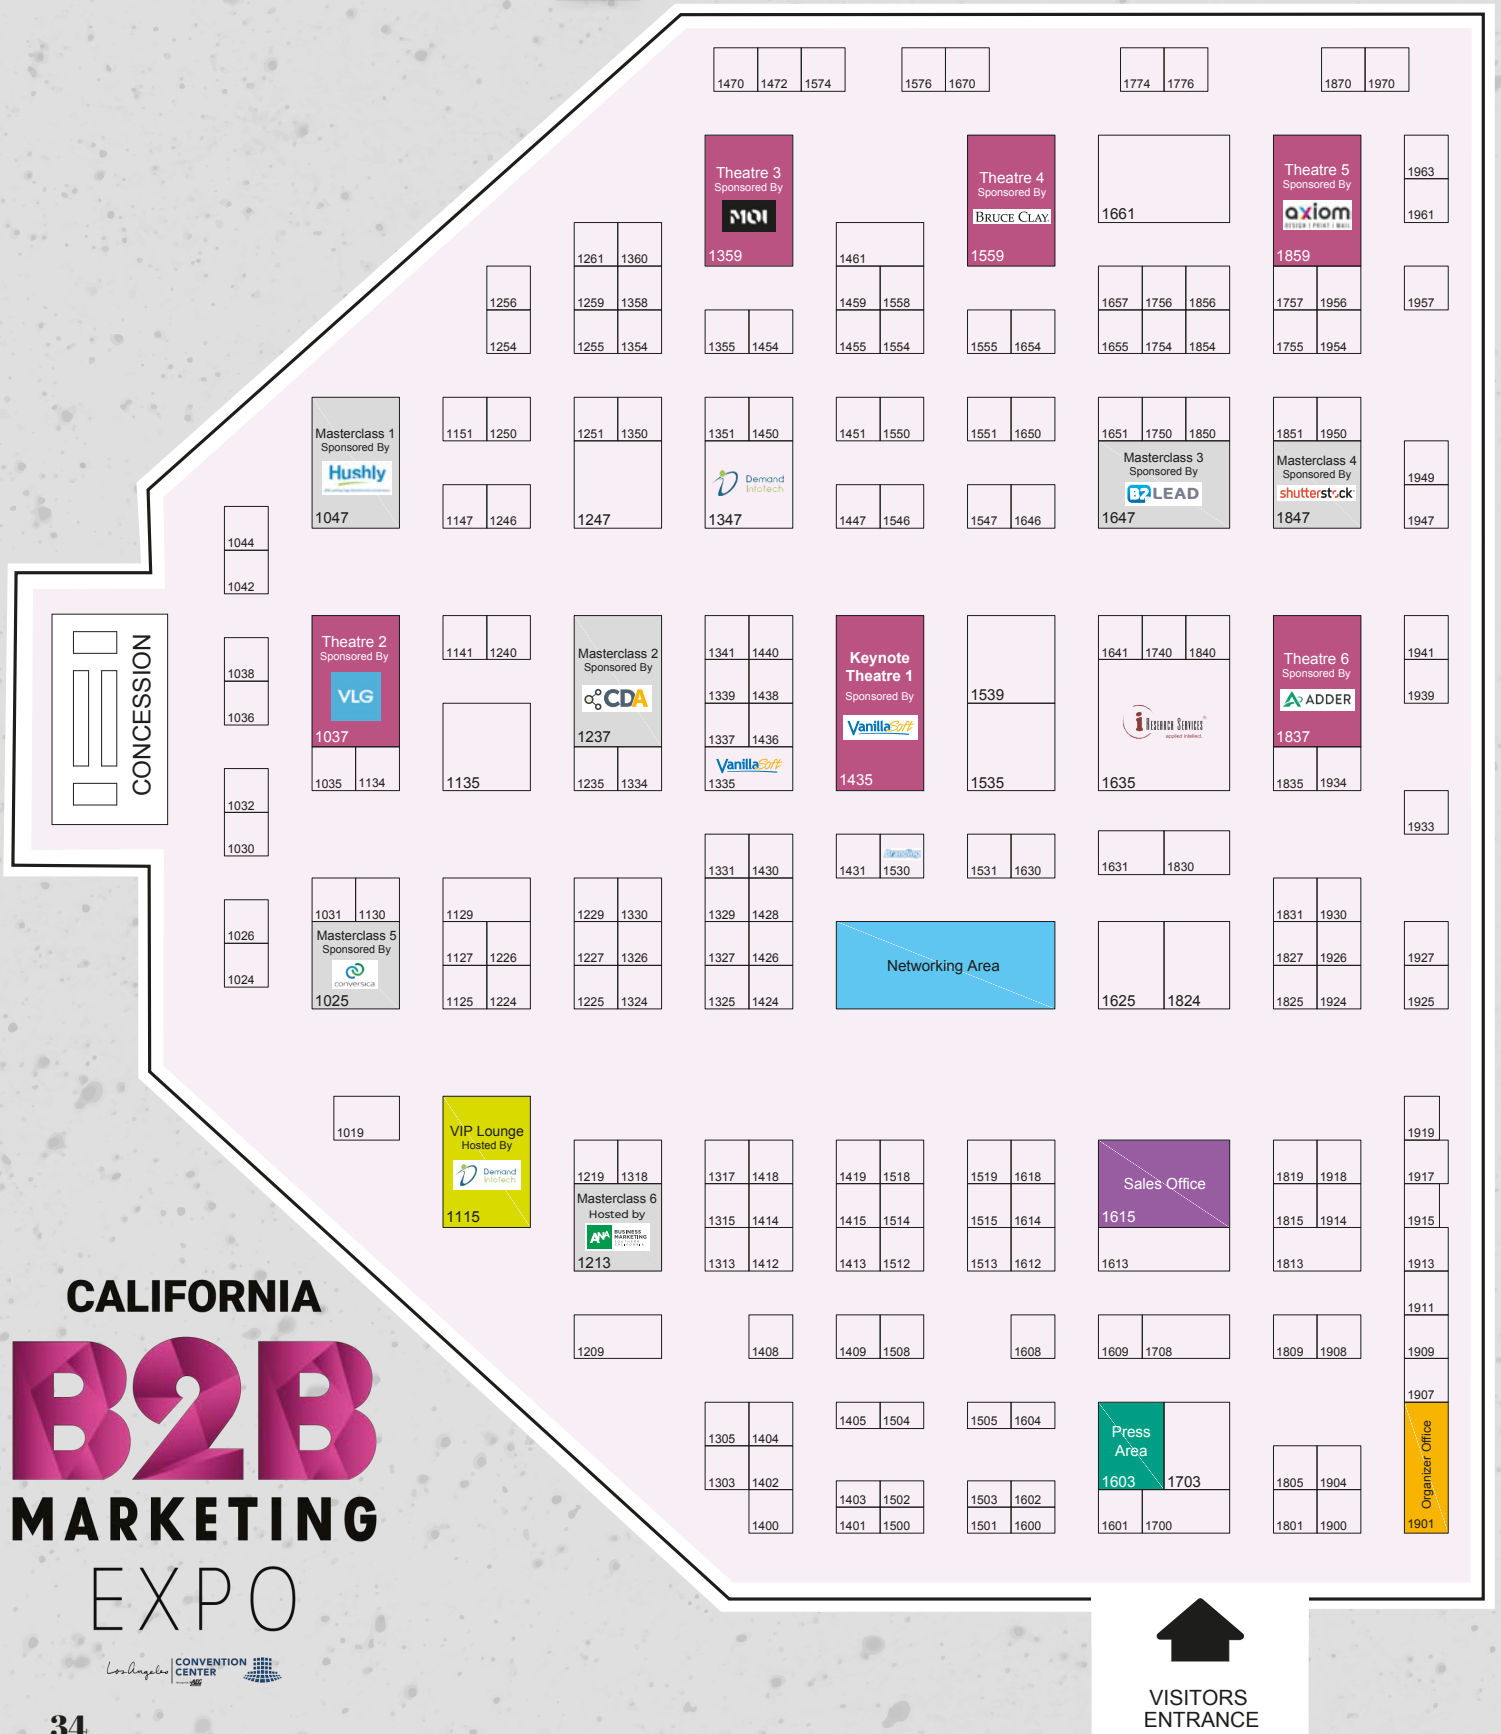 1470 1472 1574 1576 1670 1774 1776 1870 1970
Theatre 3
Sponsored By
MOI
1359
Theatre 4
Sponsored By
BRUCE CLAY
1559
1661
Theatre 5
Sponsored By
axiom
DESIGN | PRINT | MAIL
1859
1963
1961
1261 1360 1461
1256 1259 1358 1459 1558 1657 1756 1856 1757 1956 1957
1254 1255 1354 1355 1454 1455 1554 1555 1654 1655 1754 1854 1755 1954
Masterclass 1
Sponsored By
Hushly
1047
1151 1250 1251 1350 1351 1450 1451 1550 1551 1650 1651 1750 1850 1851 1950
Demand
InfoTech
Masterclass 3
Sponsored By
B2LEAD
1647
Masterclass 4
Sponsored By
shutterstock
1847
1949
1147 1246 1247 1347 1447 1546 1547 1646 1947
1044
1042
CONCESSION
1038
1036
1032
1030
Theatre 2
Sponsored By
VLG
1037
1035 1134
1141 1240
1135
Masterclass 2
Sponsored By
CDA
1237
1235 1334
1341 1440
1339 1438
1337 1436
VanillaSoft
1335
Keynote
Theatre 1
Sponsored By
VanillaSoft
1435
1539
1535
1641 1740 1840
iRESEARCH SERVICES
applied intellect.
1635
Theatre 6
Sponsored By
ADDER
1837
1835 1934
1941
1939
1933
1331 1430 1431 1530 1531 1630 1631 1830
Branding
1026
1024
1031 1130
Masterclass 5
Sponsored By
conversica
1025
1129
1127 1226
1125 1224
1229 1330
1227 1326
1225 1324
1329 1428
1327 1426
1325 1424
Networking Area
1625 1824
1831 1930
1827 1926
1825 1924
1927
1925
1019
VIP Lounge
Hosted By
Demand
InfoTech
1115
1219 1318
Masterclass 6
Hosted by
ANA BUSINESS
MARKETING
SOUTHERN
CALIFORNIA
1213
1317 1418
1315 1414
1313 1412
1419 1518
1415 1514
1413 1512
1519 1618
1515 1614
1513 1612
Sales Office
1615
1613
1819 1918
1815 1914
1813
1919
1917
1915
1913
1911
1909
1907
1209 1408 1409 1508 1608 1609 1708 1809 1908
1305 1404
1303 1402
1400
1405 1504
1403 1502
1401 1500
1505 1604
1503 1602
1501 1600
Press
Area
1603
1703
1601 1700
1805 1904
1801 1900
Organizer Office
1901
CALIFORNIA
B2B
MARKETING
EXPO
Los Angeles CONVENTION
CENTER
AEG
34
VISITORS
ENTRANCE